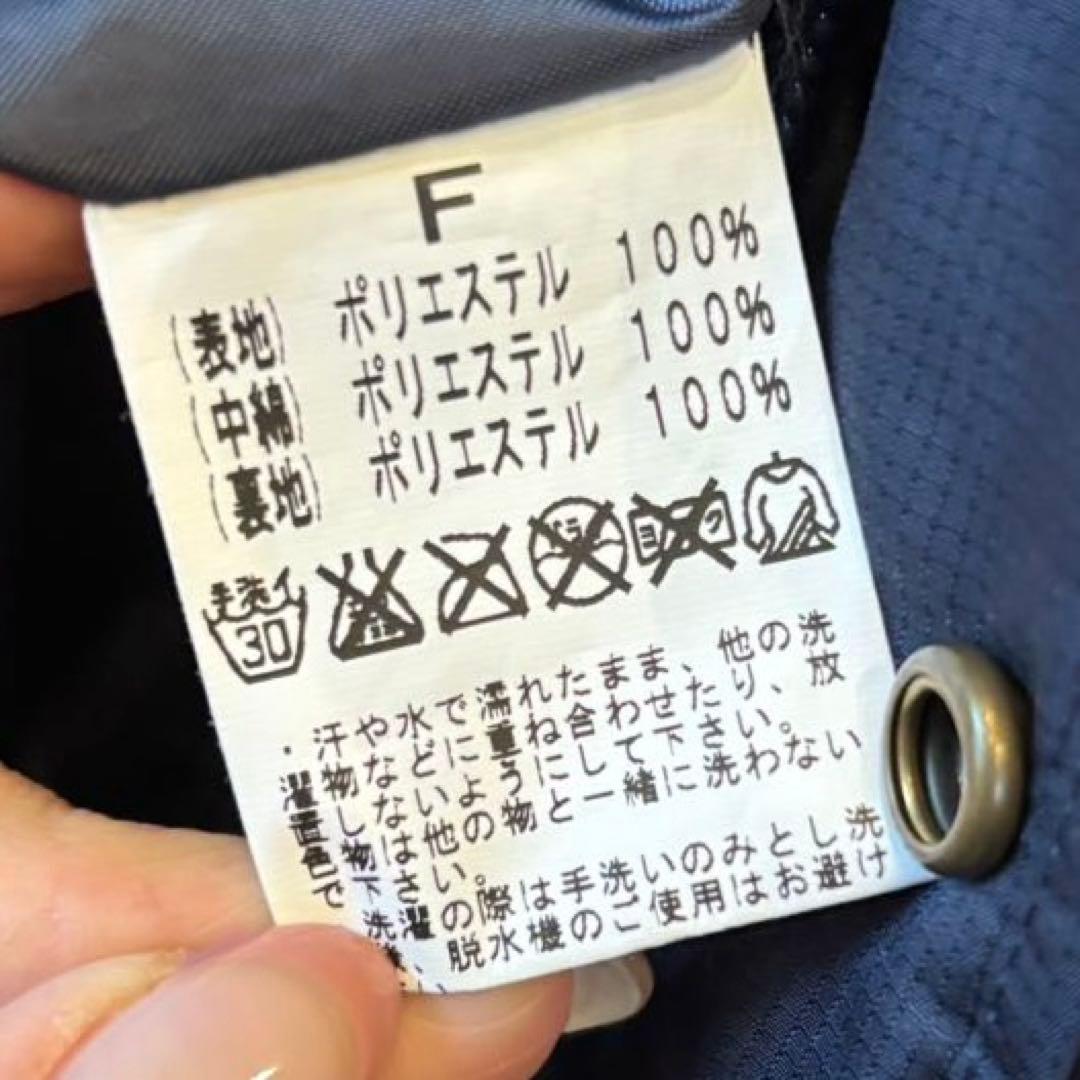 F
(表地) ポリエステル 100%
(中綿) ポリエステル 100%
(裏地) ポリエステル 100%
手洗イ
30
ドライ
・汗や水で濡れたまま、他の洗
濯物などに重ね合わせたり、放
置しないようにして下さい。
色物は他の物と一緒に洗わない
で下さい。
洗濯の際は手洗いのみとし洗
脱水機のご使用はお避け